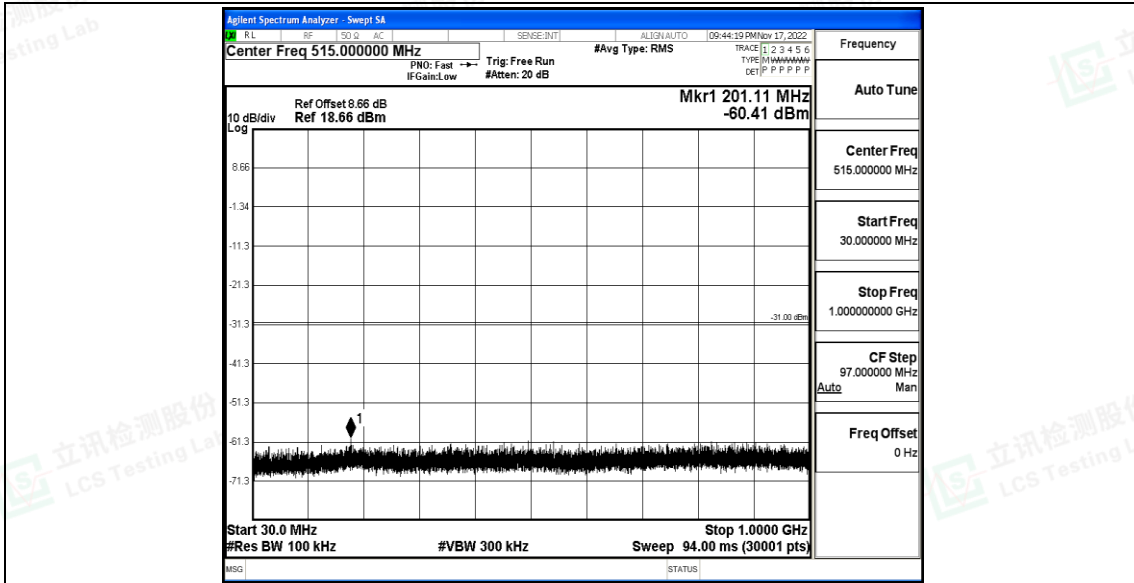 Agilent Spectrum Analyzer - Swept SA
LXI RL RF 50 Ω AC SENSE:INT ALIGNAUTO 09:44:19 PM Nov 17, 2022
Center Freq 515.000000 MHz
PNO: Fast
IFGain:Low
Trig: Free Run
#Atten: 20 dB
#Avg Type: RMS
TRACE 1 2 3 4 5 6
TYPE MWWWWW
DET P P P P P P
Ref Offset 8.66 dB
Ref 18.66 dBm
10 dB/div
Log
Mkr1 201.11 MHz
-60.41 dBm
8.66
-1.34
-11.3
-21.3
-31.3
-41.3
-51.3
-61.3
-71.3
-31.00 dBm
1
Start 30.0 MHz
Stop 1.0000 GHz
#Res BW 100 kHz
#VBW 300 kHz
Sweep 94.00 ms (30001 pts)
MSG
STATUS
Frequency
Auto Tune
Center Freq
515.000000 MHz
Start Freq
30.000000 MHz
Stop Freq
1.000000000 GHz
CF Step
97.000000 MHz
Auto Man
Freq Offset
0 Hz
立讯检测股份
LCS Testing Lab
立讯检测股份
LCS Testing L